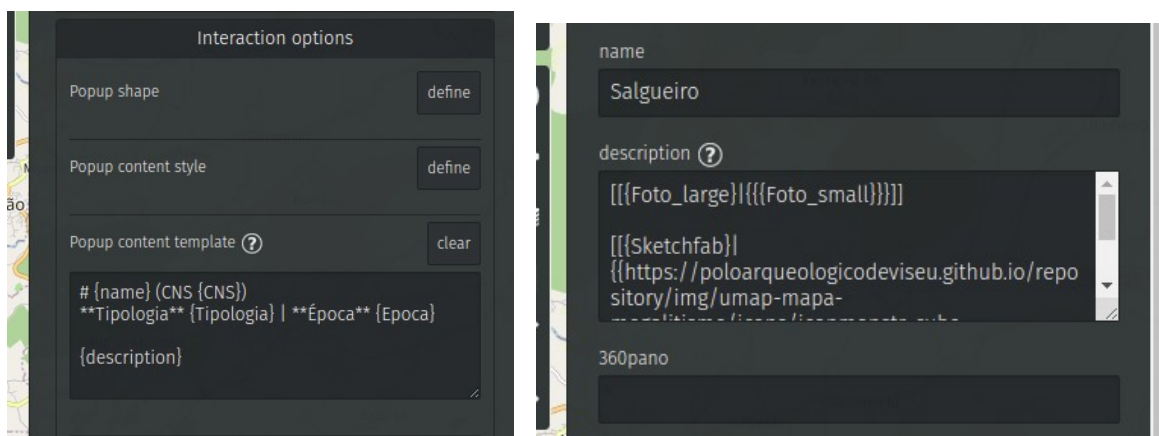 Interaction options
Popup shape
define
Popup content style
define
Popup content template ?
clear
# {name} (CNS {CNS})
**Tipologia** {Tipologia} | **Época** {Epoca}
{description}
ão
name
Salgueiro
description ?
[[{Foto_large}|{{{Foto_small}}}]]
[[{Sketchfab}|
{{https://poloarqueologicodeviseu.github.io/repo
sitory/img/umap-mapa-
360pano